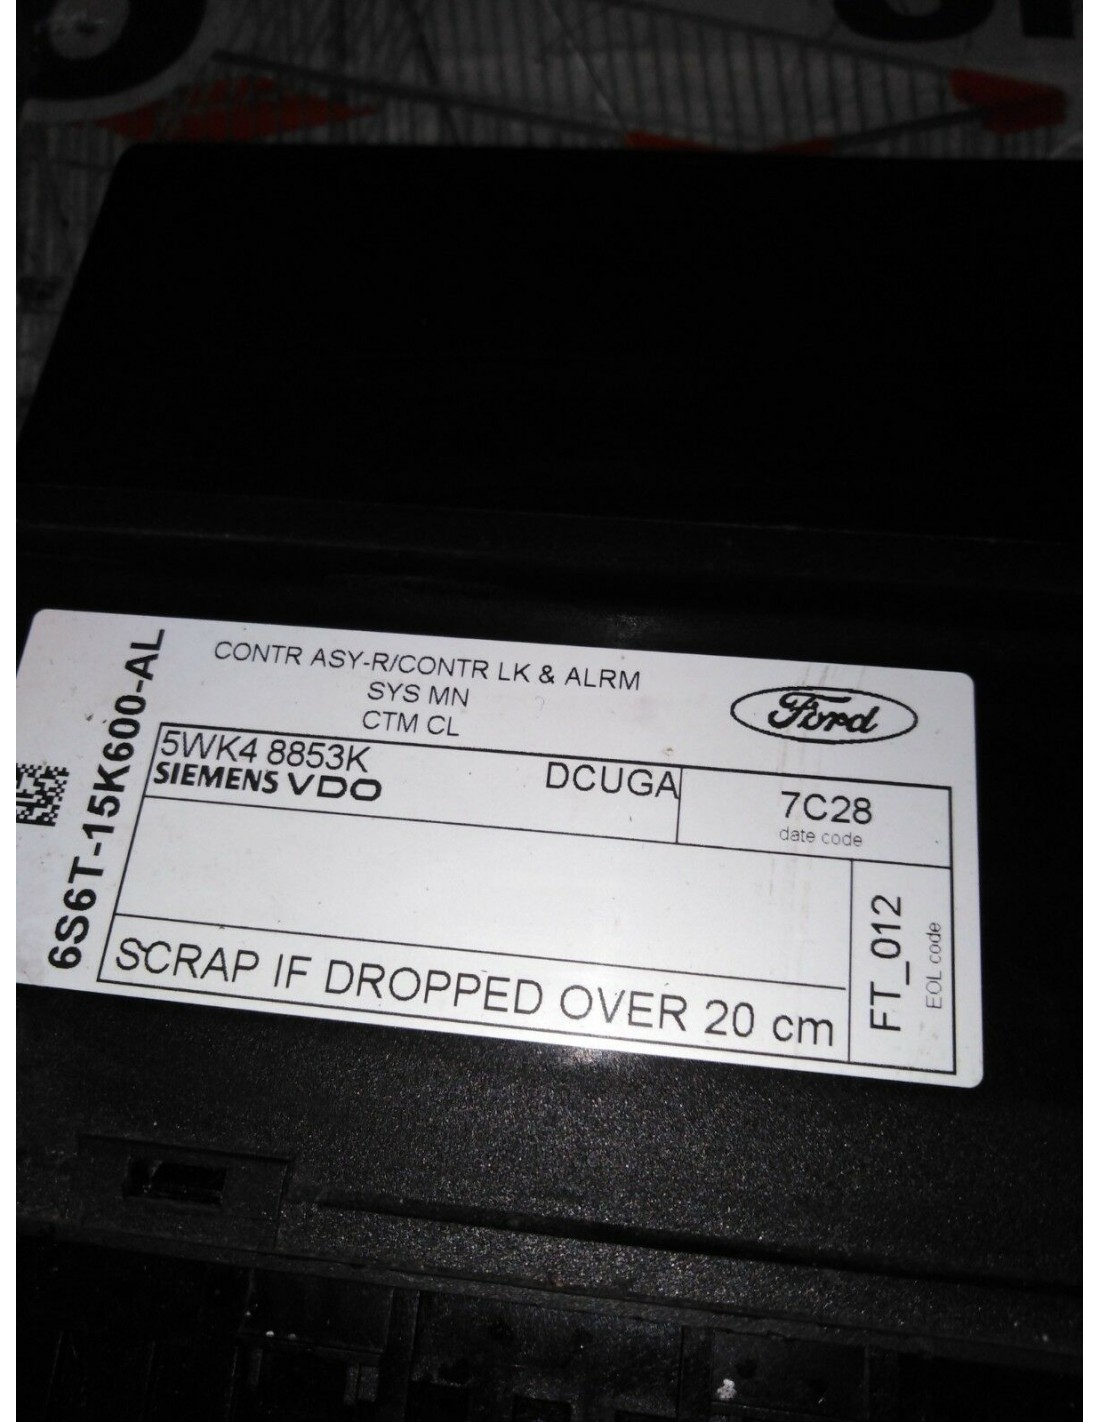 CONTR ASY-R/CONTR LK & ALRM
SYS MN
CTM CL
Ford
6S6T-15K600-AL
5WK4 8853K
SIEMENS VDO
DCUGA
7C28
date code
FT_012
EOL code
SCRAP IF DROPPED OVER 20 cm